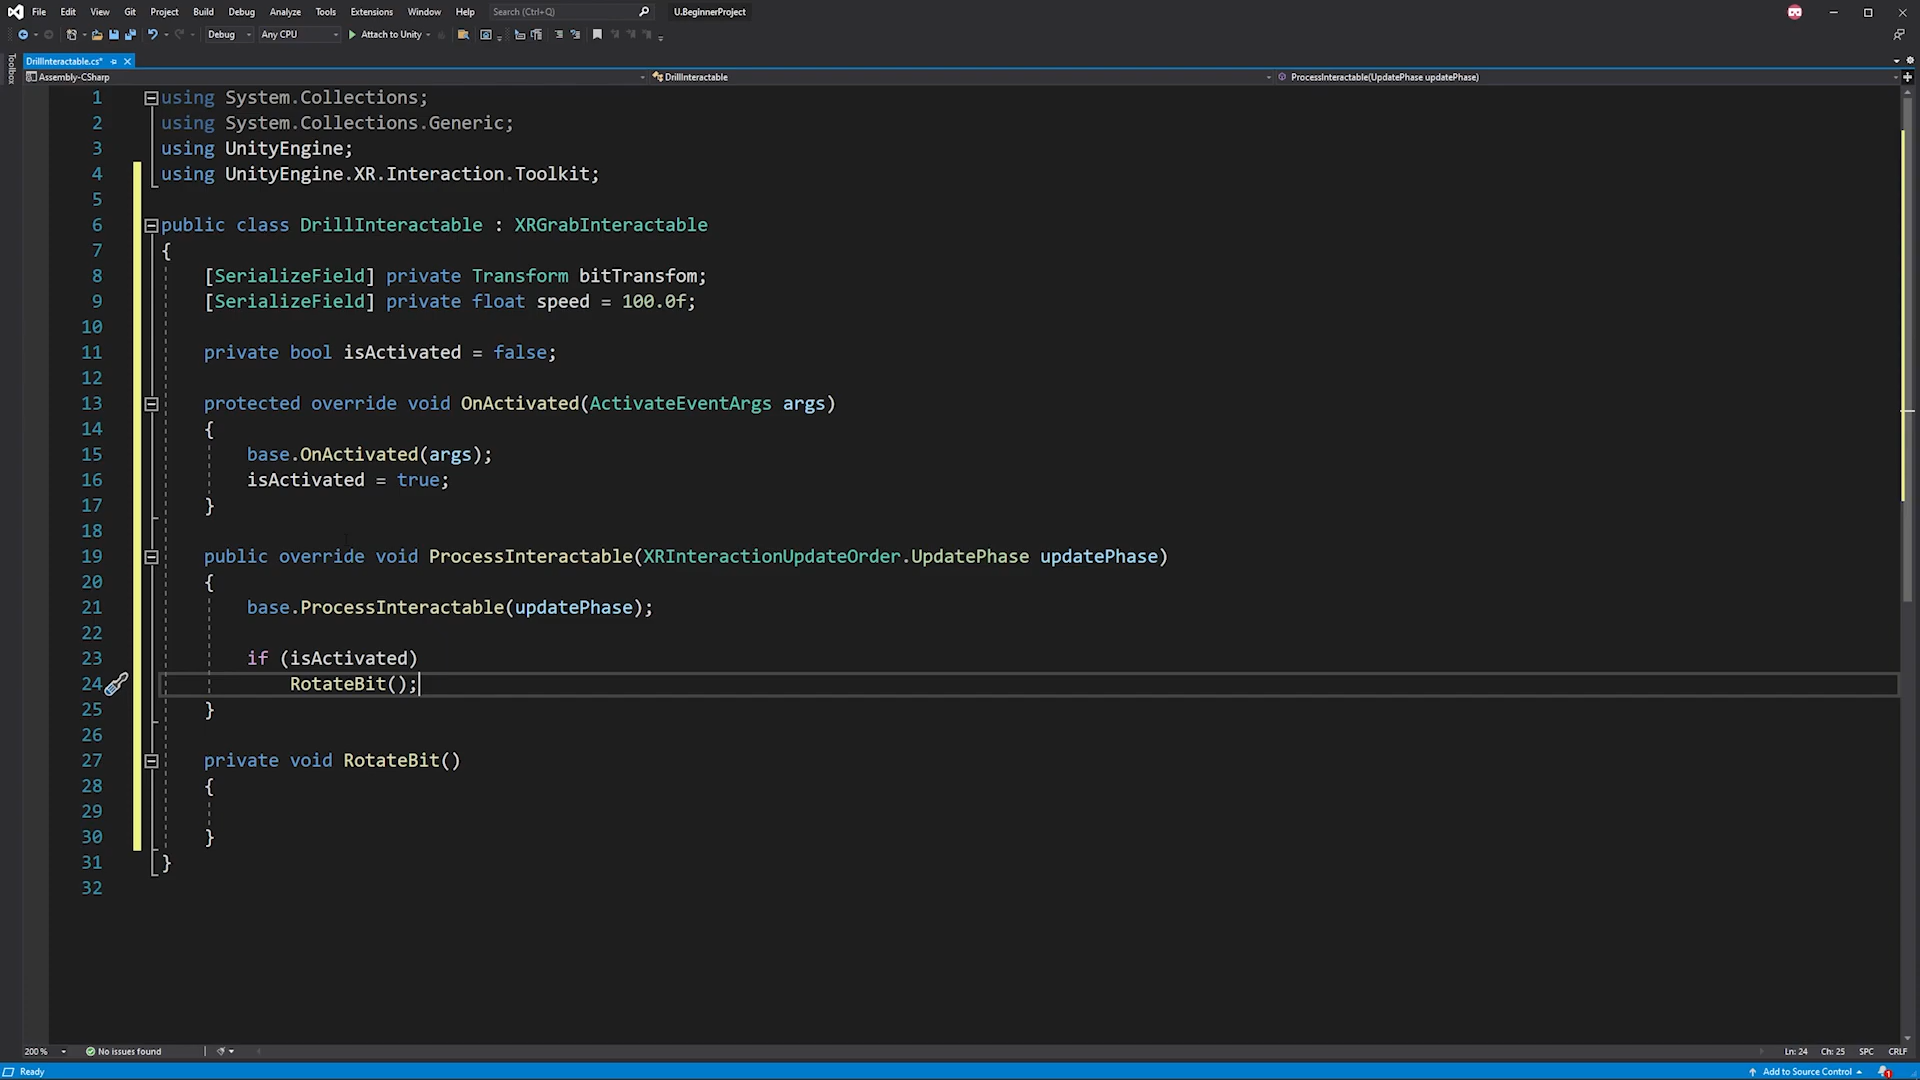 File Edit View Git Project Build Debug Analyze Tools Extensions Window Help Search (Ctrl+Q) U.BeginnerProject
Debug Any CPU Attach to Unity
Toolbox
DrillInteractable.cs*
Assembly-CSharp DrillInteractable ProcessInteractable(UpdatePhase updatePhase)
1 using System.Collections;
2 using System.Collections.Generic;
3 using UnityEngine;
4 using UnityEngine.XR.Interaction.Toolkit;
5
6 public class DrillInteractable : XRGrabInteractable
7 {
8 [SerializeField] private Transform bitTransfom;
9 [SerializeField] private float speed = 100.0f;
10
11 private bool isActivated = false;
12
13 protected override void OnActivated(ActivateEventArgs args)
14 {
15 base.OnActivated(args);
16 isActivated = true;
17 }
18
19 public override void ProcessInteractable(XRInteractionUpdateOrder.UpdatePhase updatePhase)
20 {
21 base.ProcessInteractable(updatePhase);
22
23 if (isActivated)
24 RotateBit();
25 }
26
27 private void RotateBit()
28 {
29
30 }
31 }
32
200 % No issues found Ln: 24 Ch: 25 SPC CRLF
Ready Add to Source Control 1